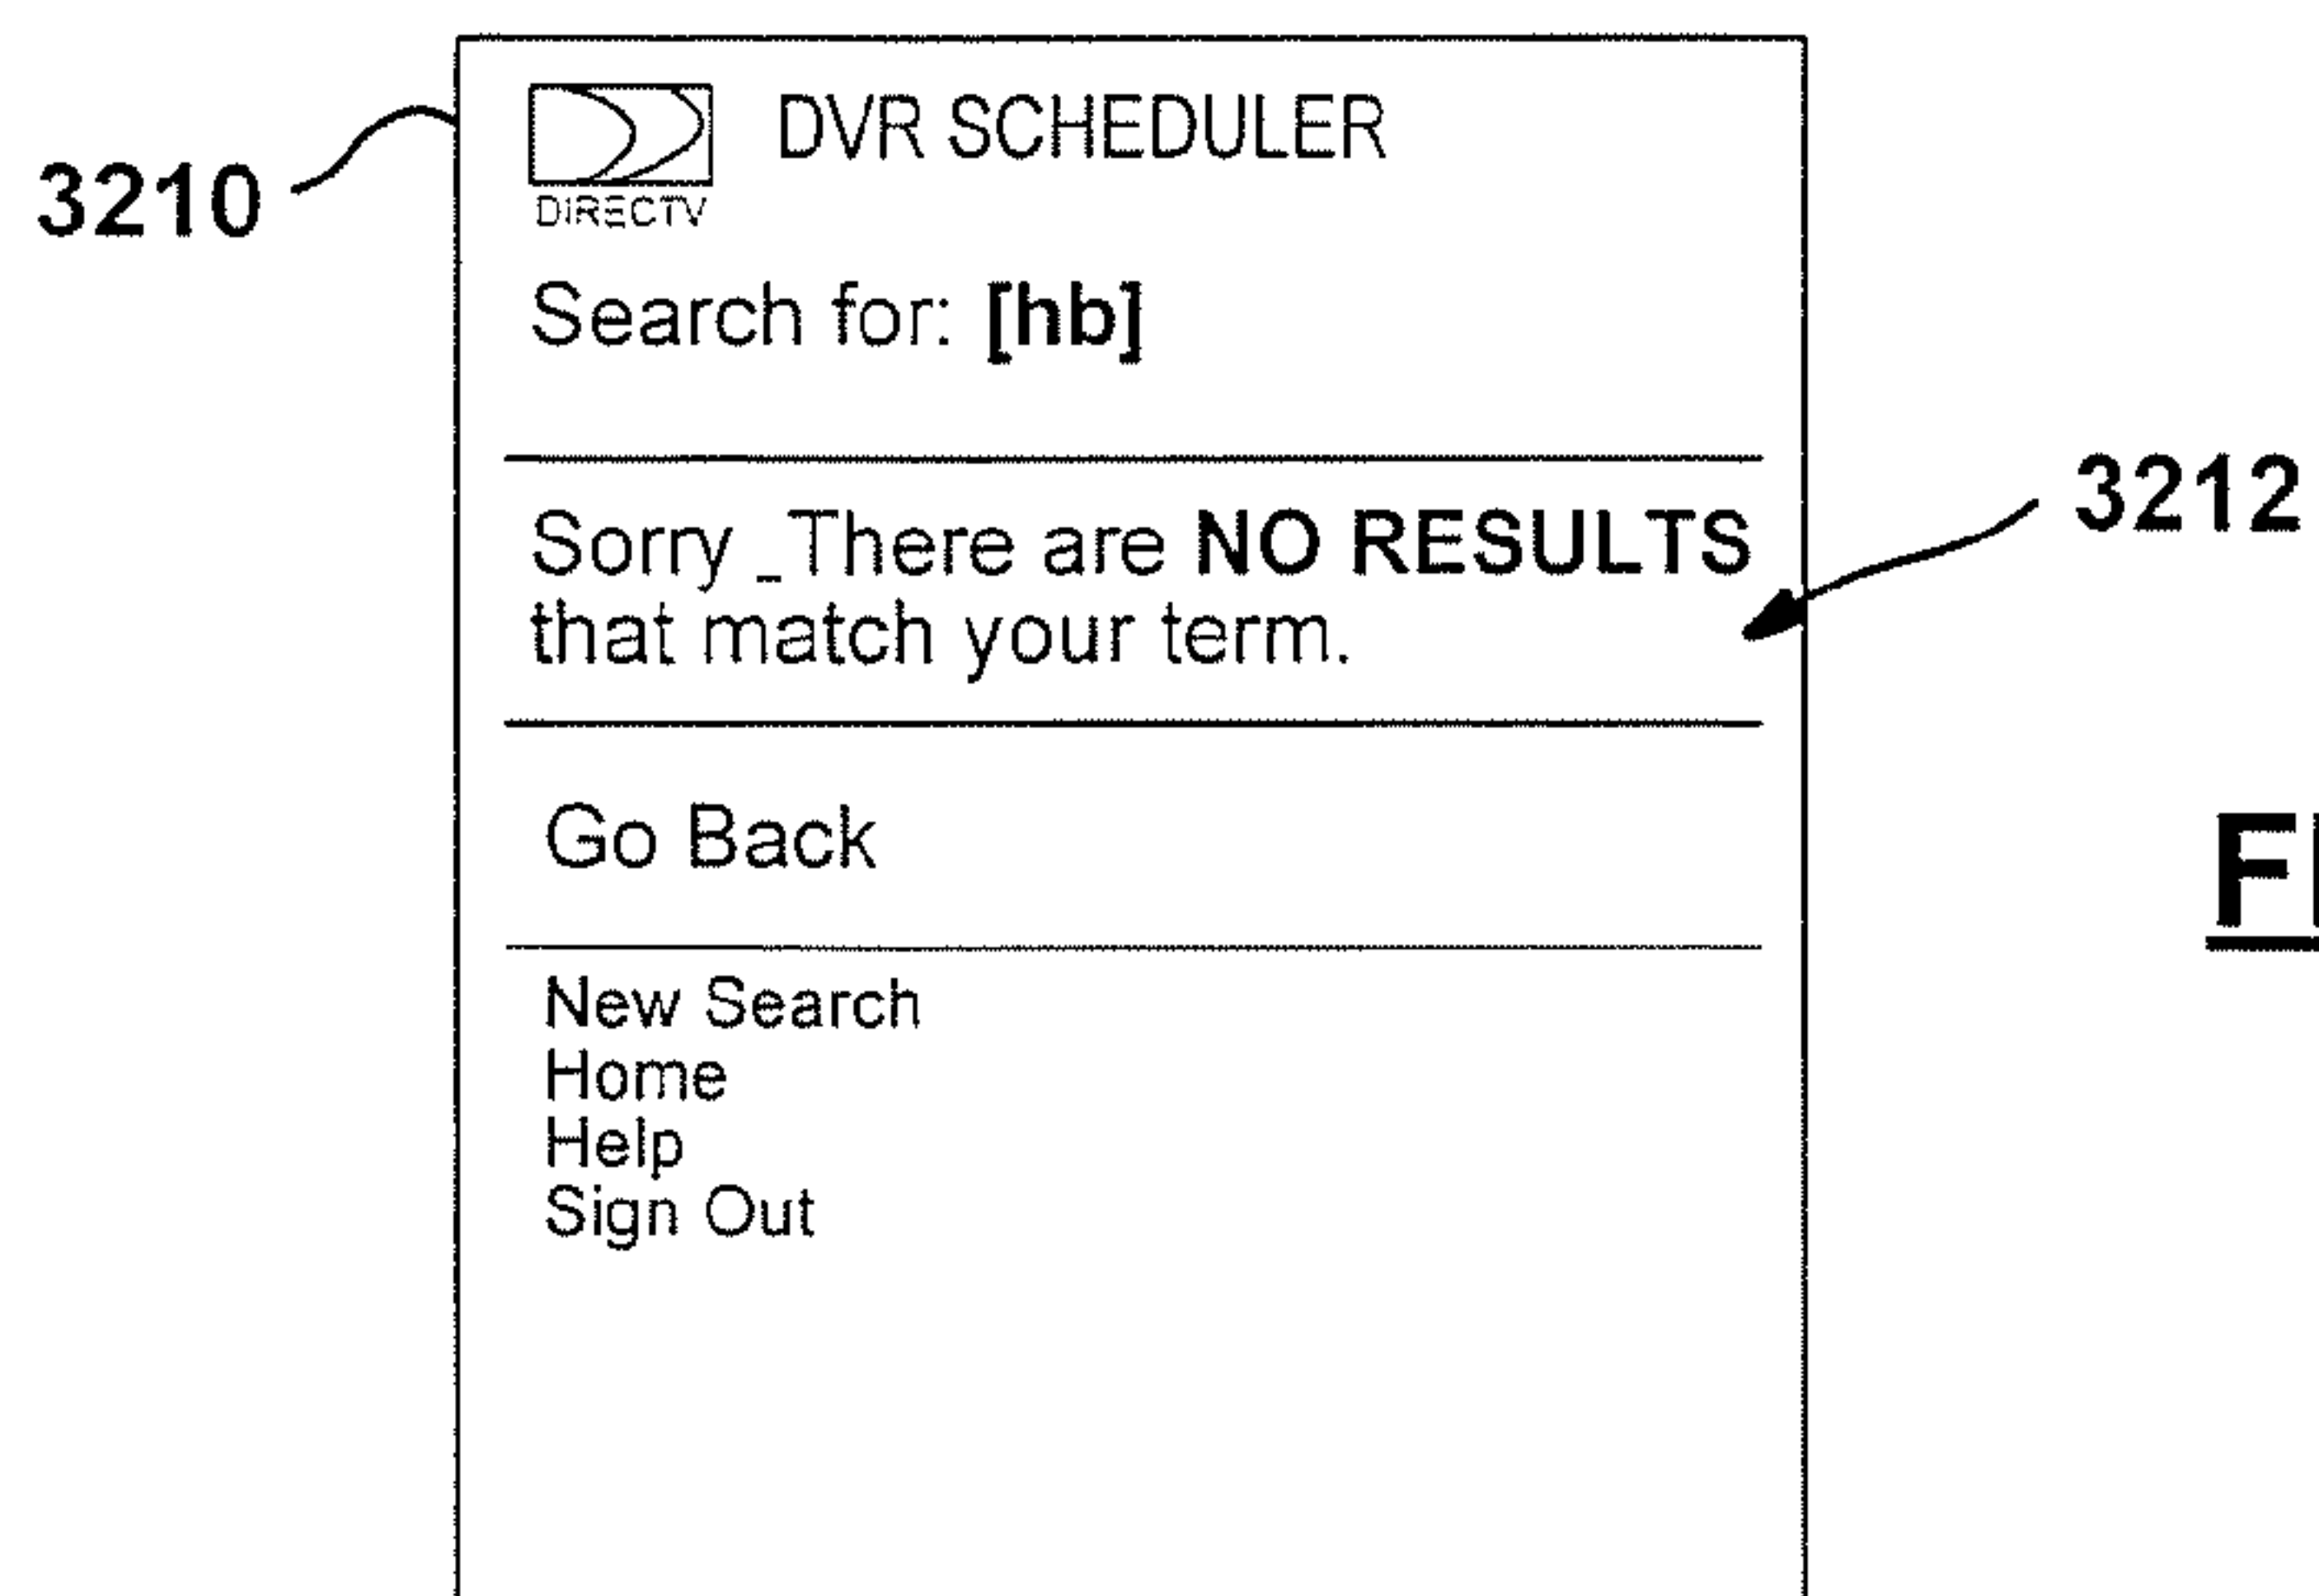 DVR SCHEDULER
3210
DIRECTV
Search for: [hb]
3212
Sorry _There are NO RESULTS
that match your term.
Go Back
New Search
Home
Help
Sign Out